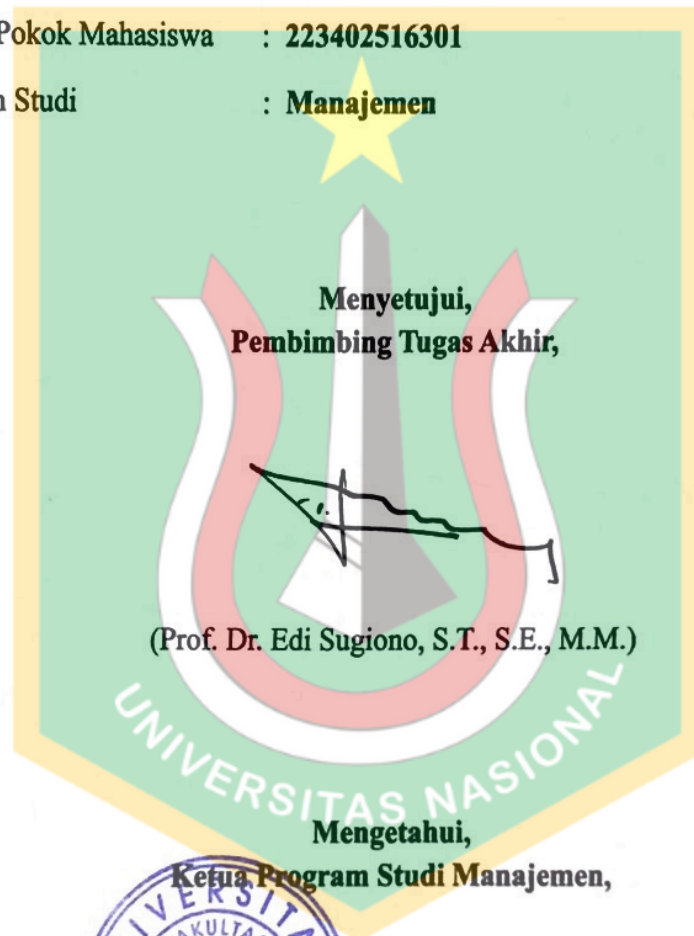 Pokok Mahasiswa : 223402516301
Studi : Manajemen
Menyetujui,
Pembimbing Tugas Akhir,
(Prof. Dr. Edi Sugiono, S.T., S.E., M.M.)
UNIVERSITAS NASIONAL
Mengetahui,
Ketua Program Studi Manajemen,